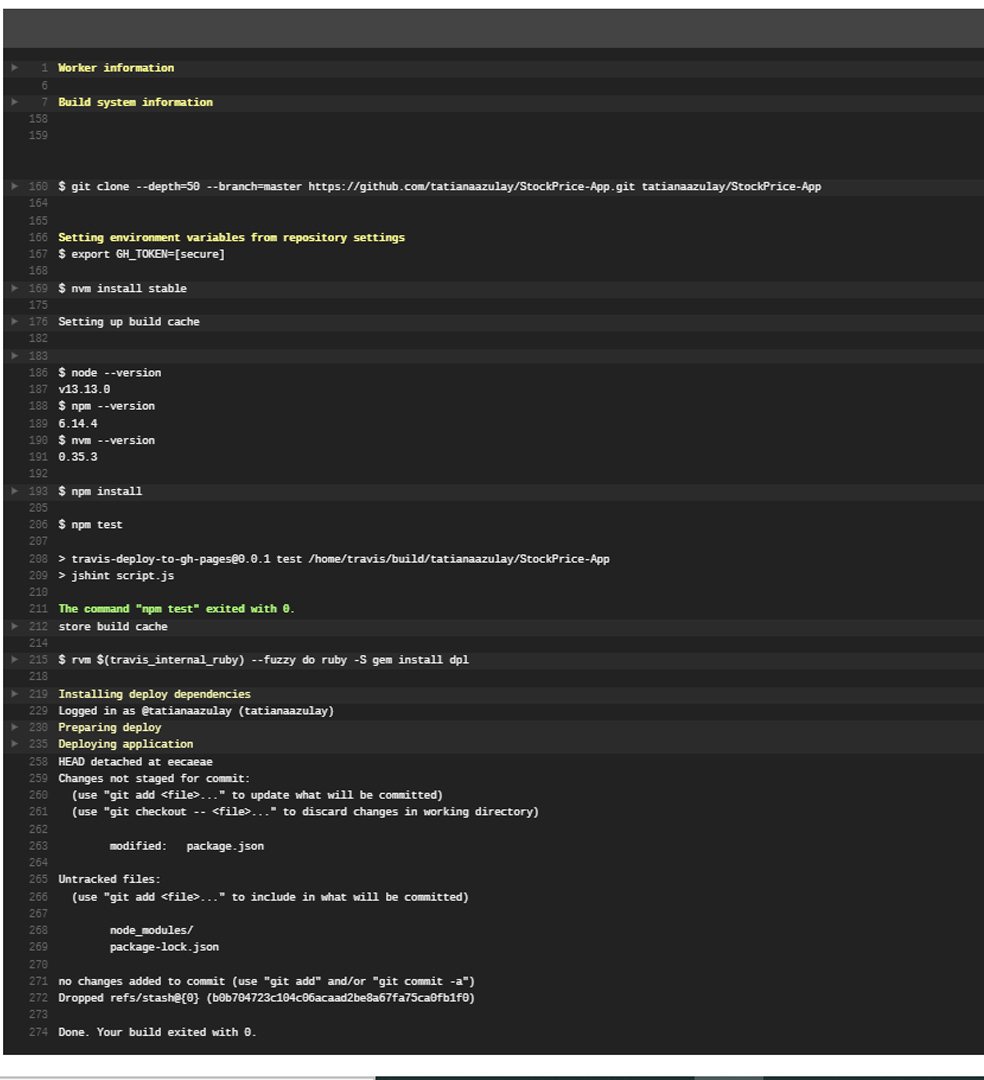 1 Worker information
6
7 Build system information
158
159
160 $ git clone --depth=50 --branch=master https://github.com/tatianaazulay/StockPrice-App.git tatianaazulay/StockPrice-App
164
165
166 Setting environment variables from repository settings
167 $ export GH_TOKEN=[secure]
168
169 $ nvm install stable
175
176 Setting up build cache
182
183
186 $ node --version
187 v13.13.0
188 $ npm --version
189 6.14.4
190 $ nvm --version
191 0.35.3
192
193 $ npm install
205
206 $ npm test
207
208 > travis-deploy-to-gh-pages@0.0.1 test /home/travis/build/tatianaazulay/StockPrice-App
209 > jshint script.js
210
211 The command "npm test" exited with 0.
212 store build cache
214
215 $ rvm $(travis_internal_ruby) --fuzzy do ruby -S gem install dpl
218
219 Installing deploy dependencies
229 Logged in as @tatianaazulay (tatianaazulay)
230 Preparing deploy
235 Deploying application
258 HEAD detached at eecaeae
259 Changes not staged for commit:
260 (use "git add <file>..." to update what will be committed)
261 (use "git checkout -- <file>..." to discard changes in working directory)
262
263 modified: package.json
264
265 Untracked files:
266 (use "git add <file>..." to include in what will be committed)
267
268 node_modules/
269 package-lock.json
270
271 no changes added to commit (use "git add" and/or "git commit -a")
272 Dropped refs/stash@{0} (b0b704723c104c06acaad2be8a67fa75ca0fb1f0)
273
274 Done. Your build exited with 0.